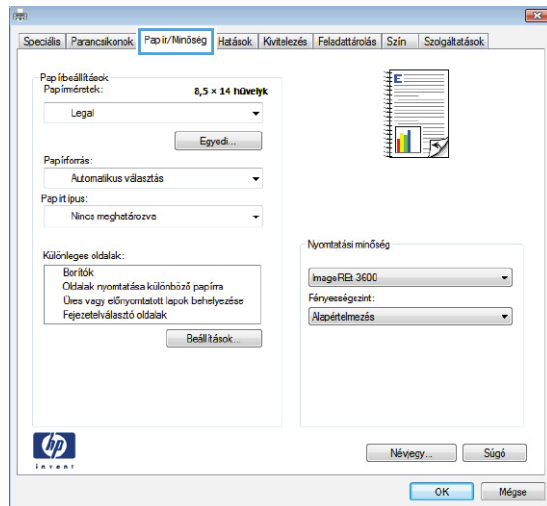 Speciális Parancsikonok Papír/Minőség Hatások Kivitelezés Feladattárolás Szín Szolgáltatások
Papírbeállítások
Papírméretek: 8,5 × 14 hüvelyk
Legal
Egyedi...
Papírforrás:
Automatikus választás
Papírtípus:
Nincs meghatározva
Különleges oldalak:
Borítók
Oldalak nyomtatása különböző papírra
Üres vagy előnyomtatott lapok behelyezése
Fejezetelválasztó oldalak
Beállítások...
E
Nyomtatási minőség
ImageREt 3600
Fényességszint:
Alapértelmezés
hp
invent
Névjegy...
Súgó
OK
Mégse